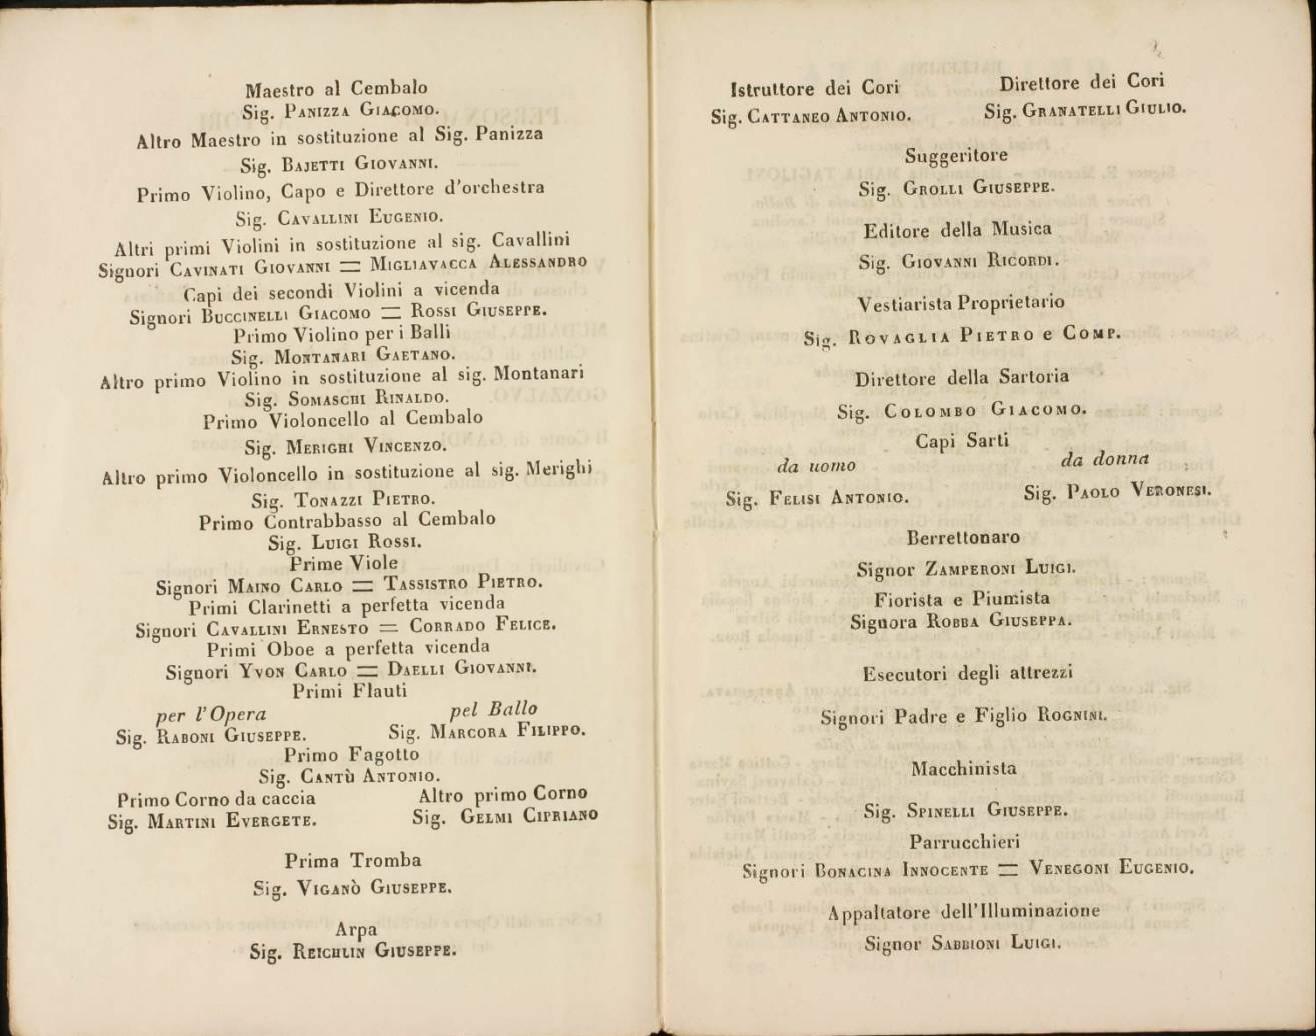 Maestro al Cembalo
Sig. PANIZZA GIACOMO.
Altro Maestro in sostituzione al Sig. Panizza
Sig. BAJETTI GIOVANNI.
Primo Violino, Capo e Direttore d'orchestra
Sig. CAVALLINI EUGENIO.
Altri primi Violini in sostituzione al sig. Cavallini
Signori CAVINATI GIOVANNI = MIGLIAVACCA ALESSANDRO
Capi dei secondi Violini a vicenda
Signori BUCCINELLI GIACOMO = ROSSI GIUSEPPE.
Primo Violino per i Balli
Sig. MONTANARI GAETANO.
Altro primo Violino in sostituzione al sig. Montanari
Sig. SOMASCHI RINALDO.
Primo Violoncello al Cembalo
Sig. MERIGHI VINCENZO.
Altro primo Violoncello in sostituzione al sig. Merighi
Sig. TONAZZI PIETRO.
Primo Contrabbasso al Cembalo
Sig. LUIGI ROSSI.
Prime Viole
Signori MAINO CARLO = TASSISTRO PIETRO.
Primi Clarinetti a perfetta vicenda
Signori CAVALLINI ERNESTO = CORRADO FELICE.
Primi Oboe a perfetta vicenda
Signori YVON CARLO = DAELLI GIOVANNI.
Primi Flauti
per l'Opera pel Ballo
Sig. RABONI GIUSEPPE. Sig. MARCORA FILIPPO.
Primo Fagotto
Sig. CANTÙ ANTONIO.
Primo Corno da caccia Altro primo Corno
Sig. MARTINI EVERGETE. Sig. GELMI CIPRIANO
Prima Tromba
Sig. VIGANÒ GIUSEPPE.
Arpa
Sig. REICHLIN GIUSEPPE.
Istruttore dei Cori Direttore dei Cori
Sig. CATTANEO ANTONIO. Sig. GRANATELLI GIULIO.
Suggeritore
Sig. GROLLI GIUSEPPE.
Editore della Musica
Sig. GIOVANNI RICORDI.
Vestiarista Proprietario
Sig. ROVAGLIA PIETRO e COMP.
Direttore della Sartoria
Sig. COLOMBO GIACOMO.
Capi Sarti
da uomo da donna
Sig. FELISI ANTONIO. Sig. PAOLO VERONESI.
Berrettonaro
Signor ZAMPERONI LUIGI.
Fiorista e Piumista
Signora ROBBA GIUSEPPA.
Esecutori degli attrezzi
Signori Padre e Figlio ROGNINI.
Macchinista
Sig. SPINELLI GIUSEPPE.
Parrucchieri
Signori BONACINA INNOCENTE = VENEGONI EUGENIO.
Appaltatore dell'Illuminazione
Signor SABBIONI LUIGI.